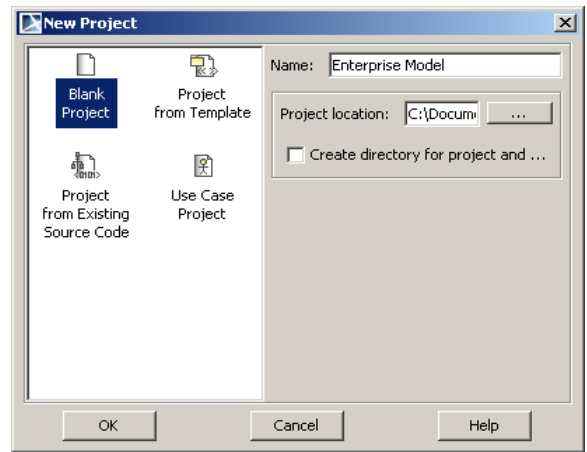 New Project
Blank
Project
Project
from Template
Project
from Existing
Source Code
Use Case
Project
Name: Enterprise Model
Project location: C:\Docum ...
Create directory for project and ...
OK Cancel Help